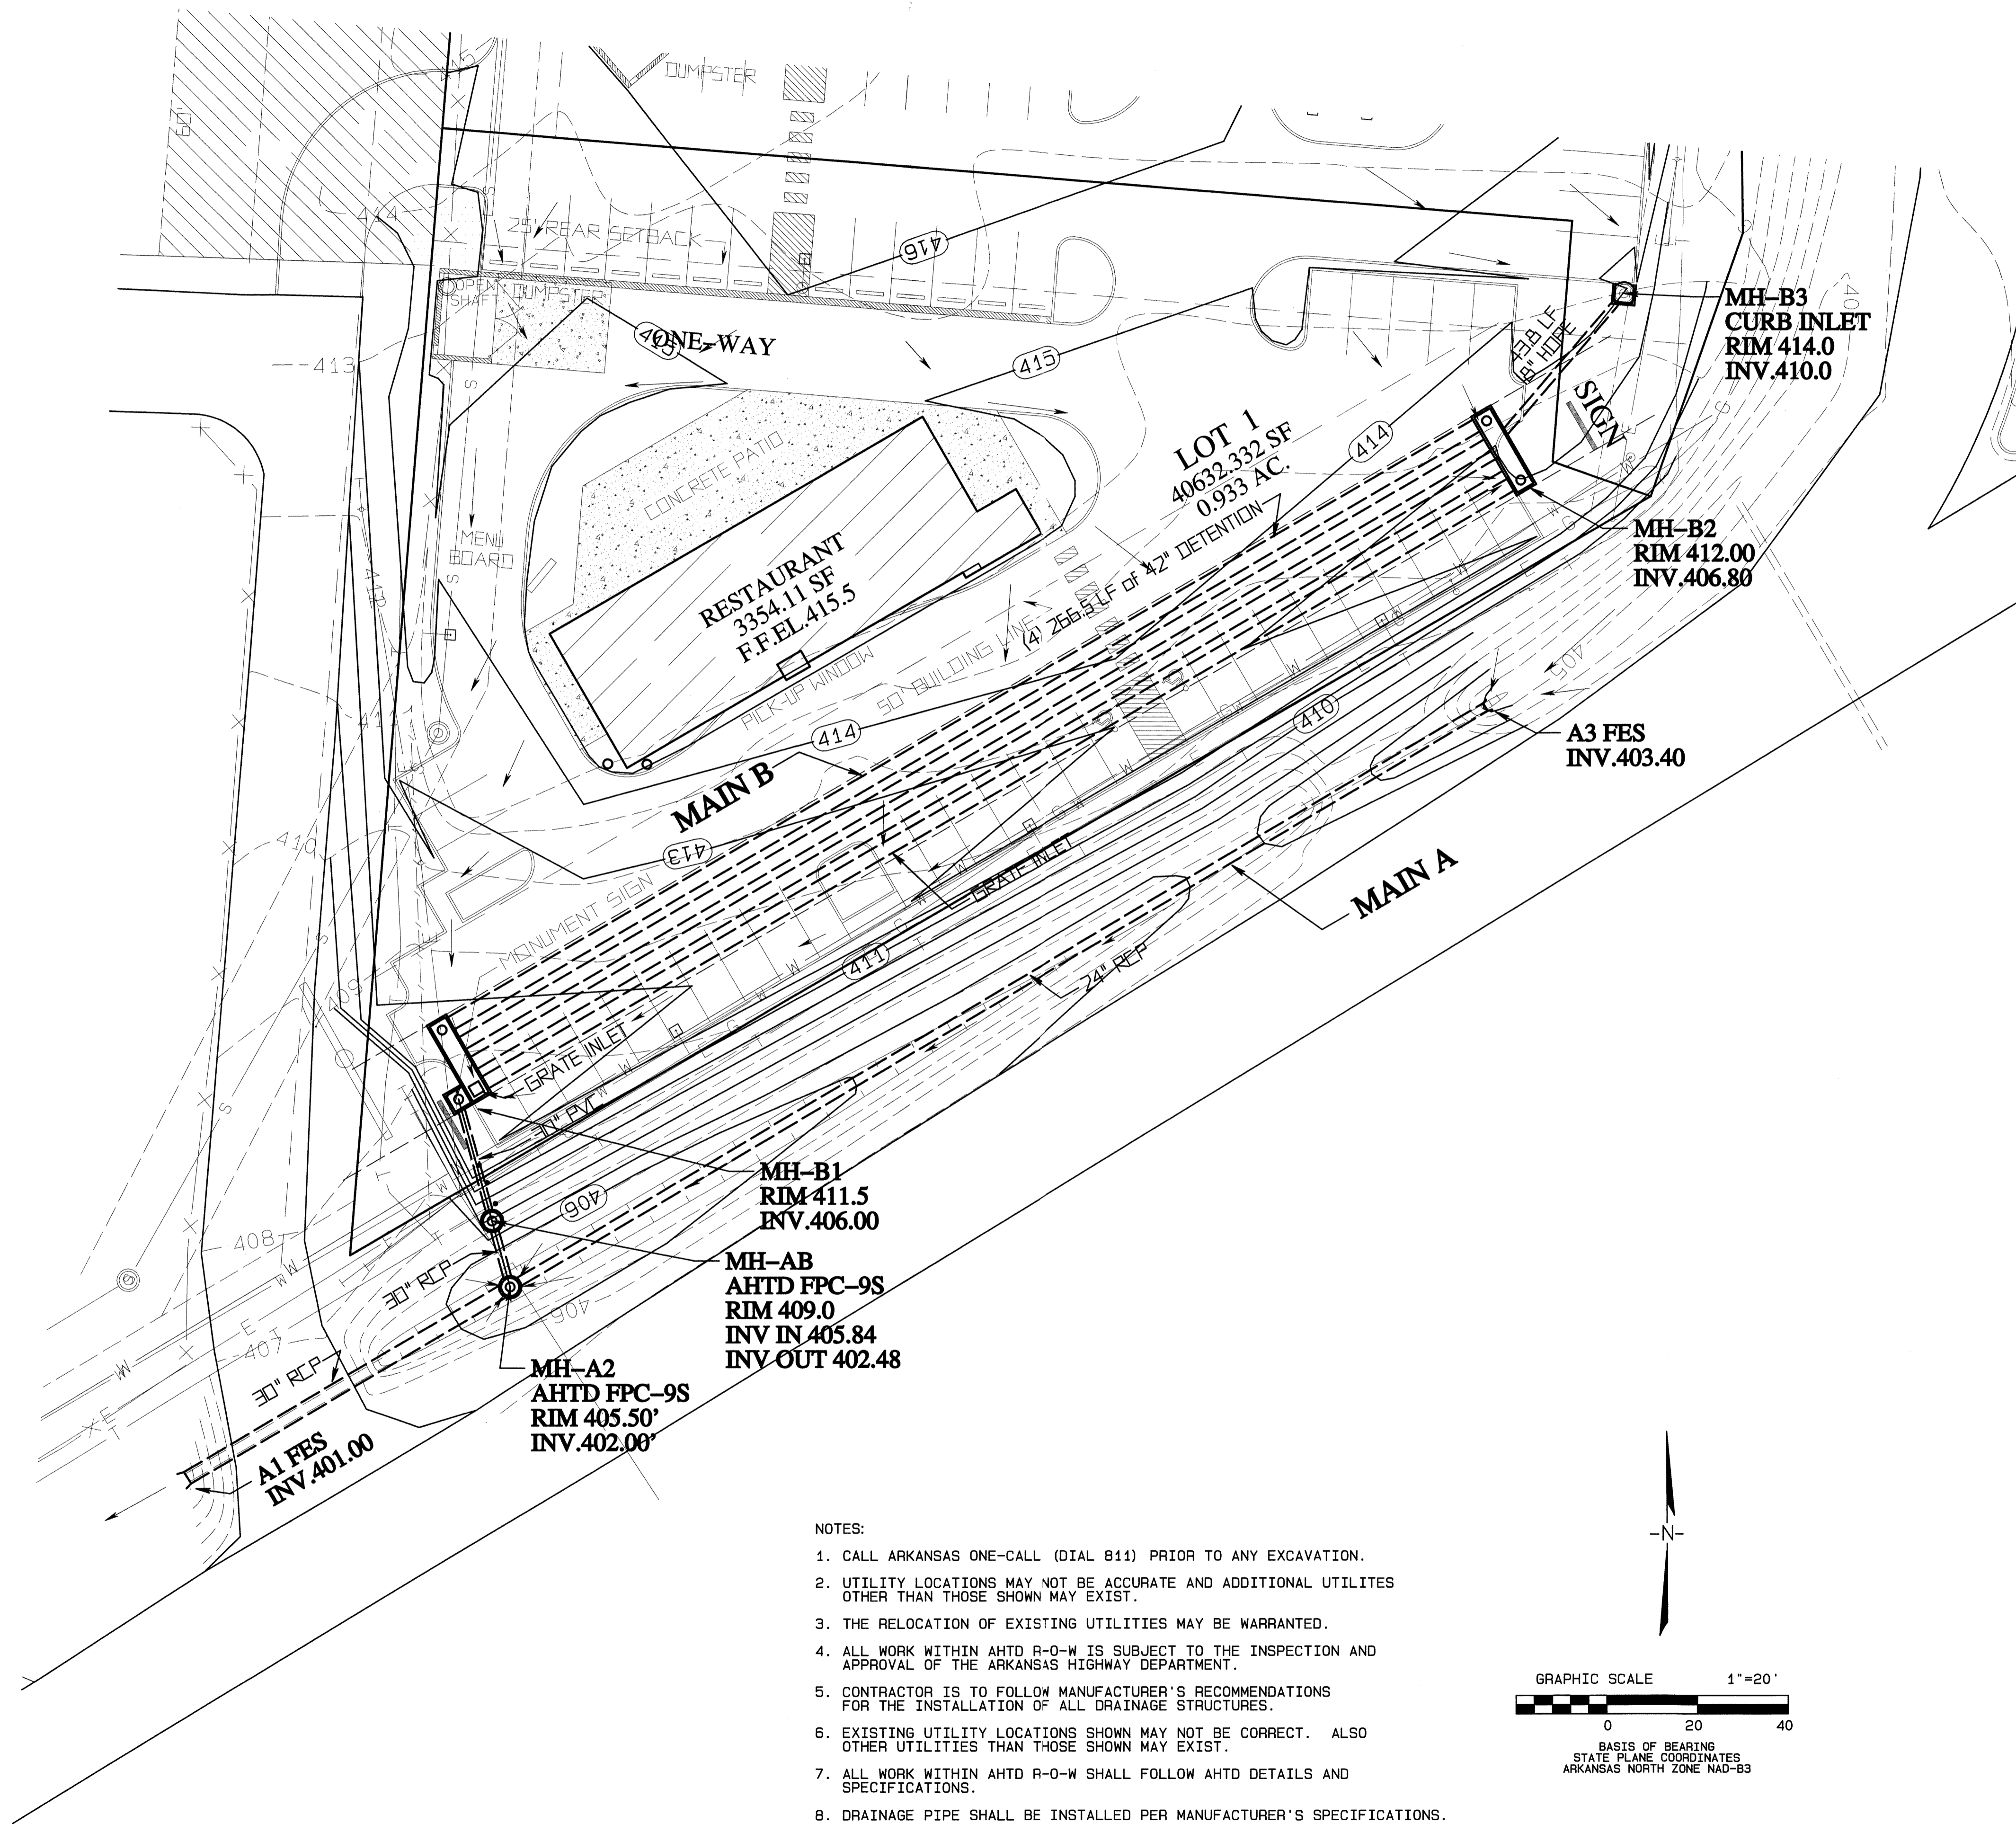 60'
415
DUMPSTER
414
25' REAR SETBACK
416
OPEN
SHAFT
DUMPSTER
413
ONE-WAY
415
MH-B3
CURB INLET
RIM 414.0
INV.410.0
43.8 LF
18" HDPE
SIGN
414
LOT 1
40632.332 SF
0.933 AC.
(4) 266.5 LF of 42" DETENTION
CONCRETE PATIO
MENU
BOARD
412
RESTAURANT
3354.11 SF
F.F.EL.415.5
MH-B2
RIM 412.00
INV.406.80
PICK-UP WINDOW
50' BUILDING LINE
411
414
405
410
A3 FES
INV.403.40
MAIN B
413
410
GRATE INLET
MAIN A
MONUMENT SIGN
409
411
24" RCP
GRATE INLET
30" PVC
MH-B1
RIM 411.5
INV.406.00
406
408
MH-AB
AHTD FPC-9S
RIM 409.0
INV IN 405.84
INV OUT 402.48
30" RCP
406
407
MH-A2
AHTD FPC-9S
RIM 405.50'
INV.402.00'
30" RCP
A1 FES
INV.401.00
NOTES:
1. CALL ARKANSAS ONE-CALL (DIAL 811) PRIOR TO ANY EXCAVATION.
2. UTILITY LOCATIONS MAY NOT BE ACCURATE AND ADDITIONAL UTILITES
OTHER THAN THOSE SHOWN MAY EXIST.
3. THE RELOCATION OF EXISTING UTILITIES MAY BE WARRANTED.
4. ALL WORK WITHIN AHTD R-O-W IS SUBJECT TO THE INSPECTION AND
APPROVAL OF THE ARKANSAS HIGHWAY DEPARTMENT.
5. CONTRACTOR IS TO FOLLOW MANUFACTURER'S RECOMMENDATIONS
FOR THE INSTALLATION OF ALL DRAINAGE STRUCTURES.
6. EXISTING UTILITY LOCATIONS SHOWN MAY NOT BE CORRECT. ALSO
OTHER UTILITIES THAN THOSE SHOWN MAY EXIST.
7. ALL WORK WITHIN AHTD R-O-W SHALL FOLLOW AHTD DETAILS AND
SPECIFICATIONS.
8. DRAINAGE PIPE SHALL BE INSTALLED PER MANUFACTURER'S SPECIFICATIONS.
-N-
GRAPHIC SCALE 1"=20'
0 20 40
BASIS OF BEARING
STATE PLANE COORDINATES
ARKANSAS NORTH ZONE NAD-83